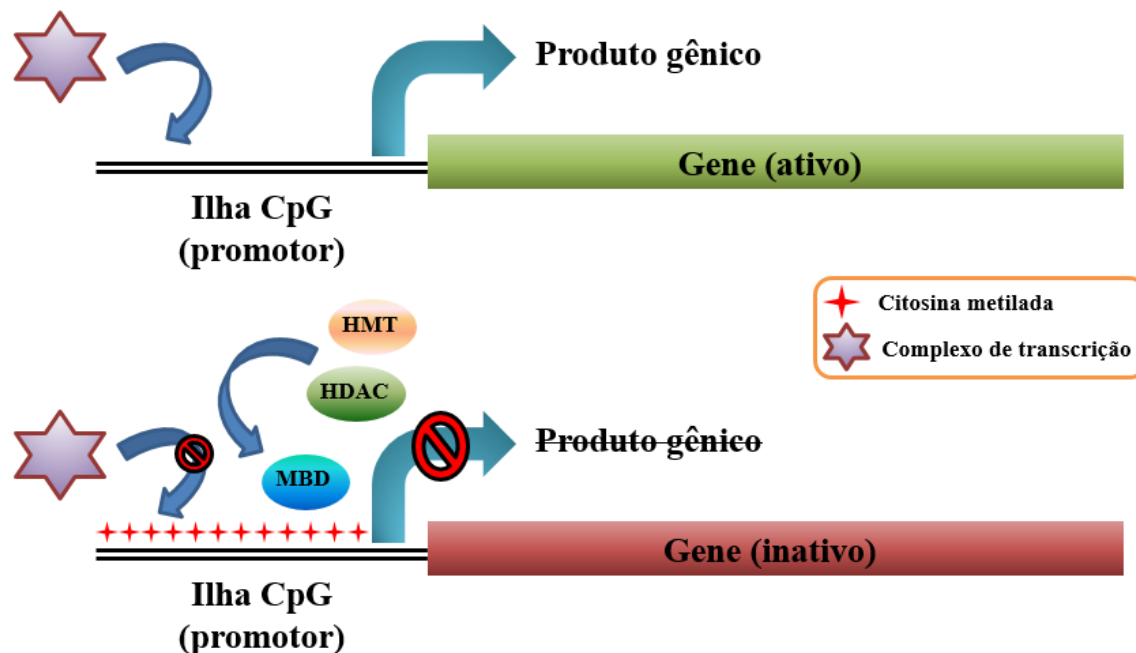 Produto gênico
Gene (ativo)
Ilha CpG
(promotor)
Citosina metilada
Complexo de transcrição
HMT
HDAC
Produto gênico
MBD
Gene (inativo)
Ilha CpG
(promotor)